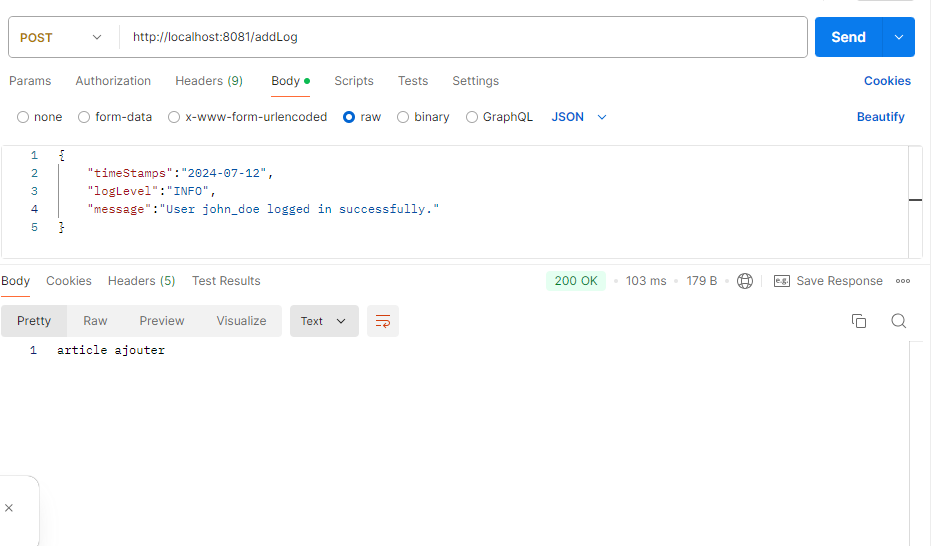 POST http://localhost:8081/addLog Send
Params Authorization Headers (9) Body Scripts Tests Settings Cookies
none form-data x-www-form-urlencoded raw binary GraphQL JSON Beautify
1 {
2 "timeStamps":"2024-07-12",
3 "logLevel":"INFO",
4 "message":"User john_doe logged in successfully."
5 }
Body Cookies Headers (5) Test Results 200 OK 103 ms 179 B e.g. Save Response
Pretty Raw Preview Visualize Text
1 article ajouter